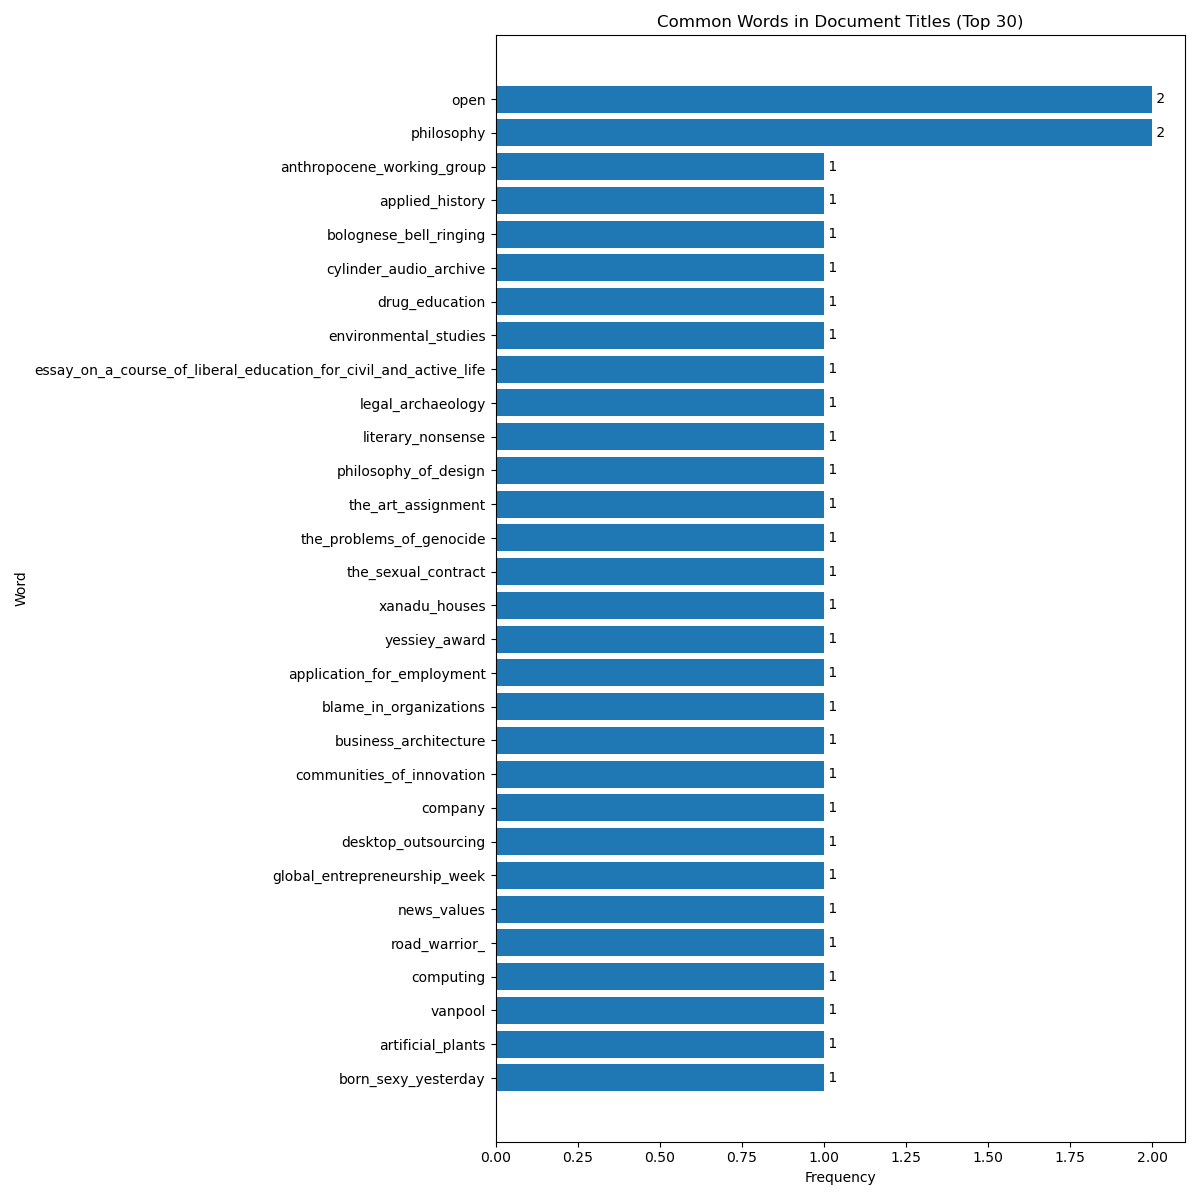 Common Words in Document Titles (Top 30)
open 2
philosophy 2
anthropocene_working_group 1
applied_history 1
bolognese_bell_ringing 1
cylinder_audio_archive 1
drug_education 1
environmental_studies 1
essay_on_a_course_of_liberal_education_for_civil_and_active_life 1
legal_archaeology 1
literary_nonsense 1
philosophy_of_design 1
the_art_assignment 1
the_problems_of_genocide 1
the_sexual_contract 1
xanadu_houses 1
yessiey_award 1
application_for_employment 1
blame_in_organizations 1
business_architecture 1
communities_of_innovation 1
company 1
desktop_outsourcing 1
global_entrepreneurship_week 1
news_values 1
road_warrior_ 1
computing 1
vanpool 1
artificial_plants 1
born_sexy_yesterday 1
Word
0.00 0.25 0.50 0.75 1.00 1.25 1.50 1.75 2.00
Frequency